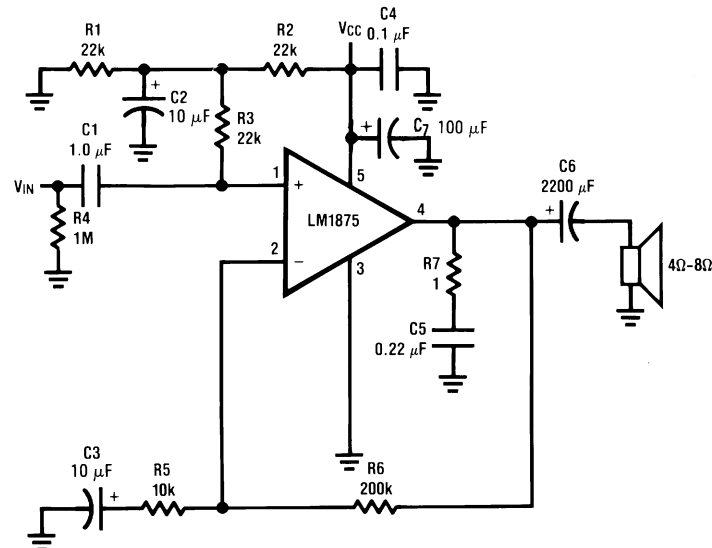 R1
22k
R2
22k
VCC
C4
0.1 μF
+
C2
10 μF
R3
22k
+
C7 100 μF
C1
1.0 μF
VIN
R4
1M
1
+
5
LM1875
4
2
−
3
C6
2200 μF
+
R7
1
4Ω-8Ω
C5
0.22 μF
C3
10 μF
+
R5
10k
R6
200k